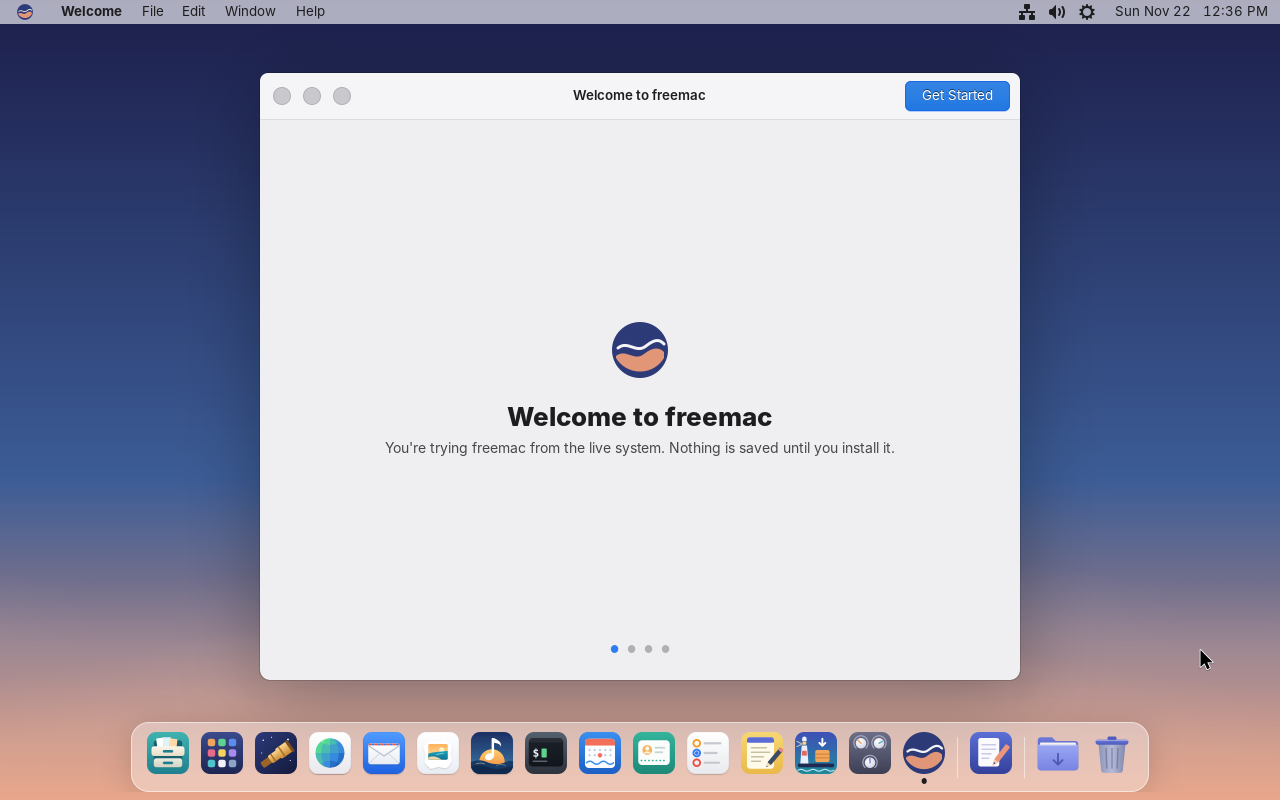 Welcome File Edit Window Help Sun Nov 22 12:36 PM
Welcome to freemac
Get Started
Welcome to freemac
You're trying freemac from the live system. Nothing is saved until you install it.
$